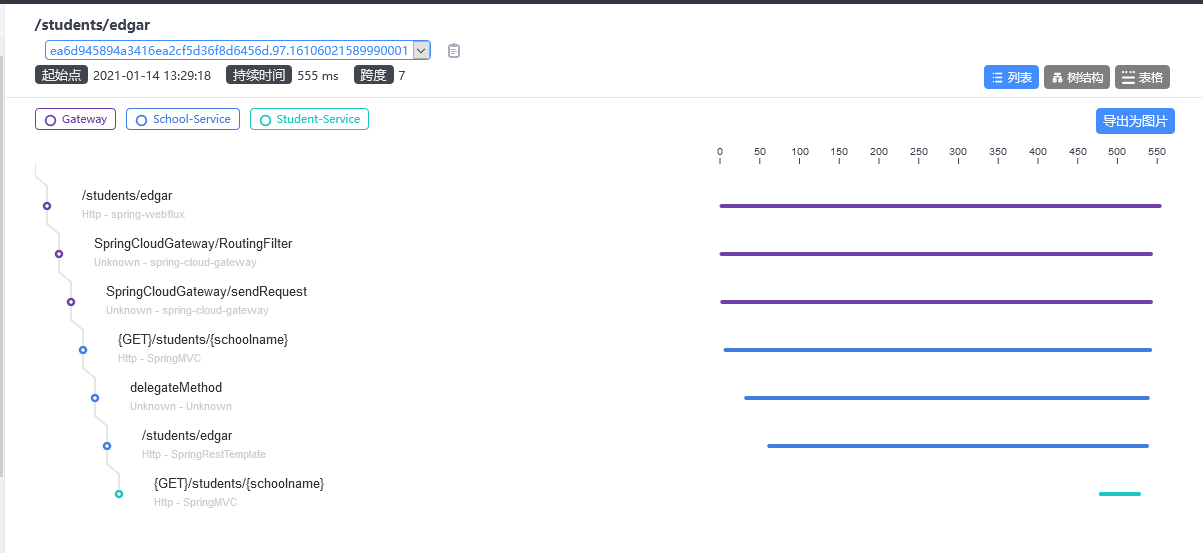 /students/edgar
ea6d945894a3416ea2cf5d36f8d6456d.97.16106021589990001
起始点 2021-01-14 13:29:18 持续时间 555 ms 跨度 7
列表 树结构 表格
Gateway School-Service Student-Service
导出为图片
0 50 100 150 200 250 300 350 400 450 500 550
/students/edgar
Http - spring-webflux
SpringCloudGateway/RoutingFilter
Unknown - spring-cloud-gateway
SpringCloudGateway/sendRequest
Unknown - spring-cloud-gateway
{GET}/students/{schoolname}
Http - SpringMVC
delegateMethod
Unknown - Unknown
/students/edgar
Http - SpringRestTemplate
{GET}/students/{schoolname}
Http - SpringMVC